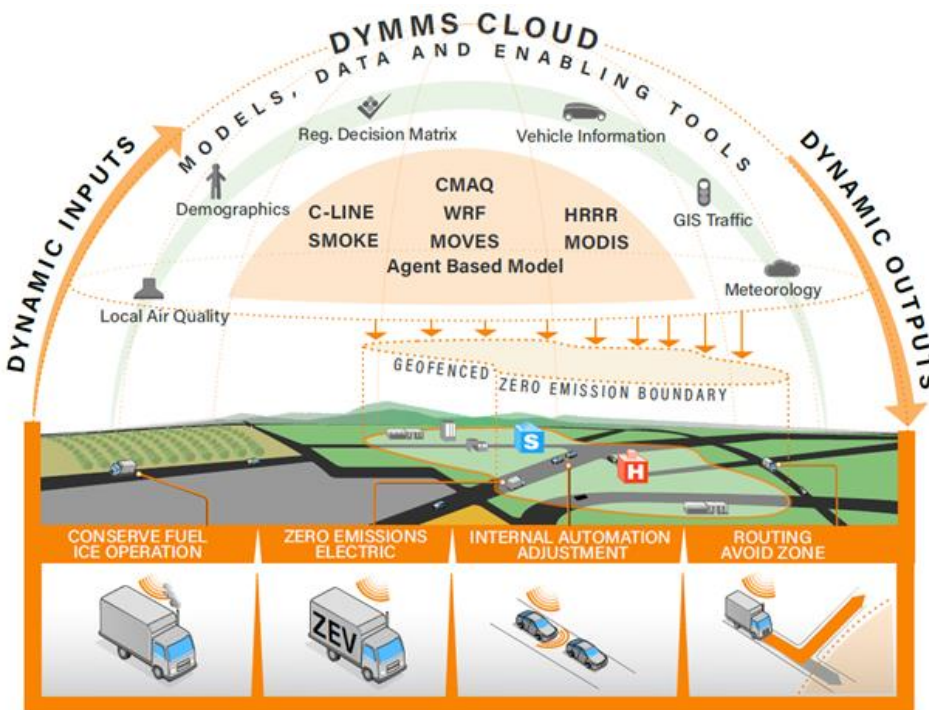 DYMMS CLOUD
MODELS, DATA AND ENABLING TOOLS
DYNAMIC INPUTS
DYNAMIC OUTPUTS
Reg. Decision Matrix
Vehicle Information
Demographics
GIS Traffic
Local Air Quality
Meteorology
CMAQ
C-LINE
WRF
HRRR
SMOKE
MOVES
MODIS
Agent Based Model
GEOFENCED ZERO EMISSION BOUNDARY
S
H
CONSERVE FUEL
ICE OPERATION
ZERO EMISSIONS
ELECTRIC
INTERNAL AUTOMATION
ADJUSTMENT
ROUTING
AVOID ZONE
ZEV